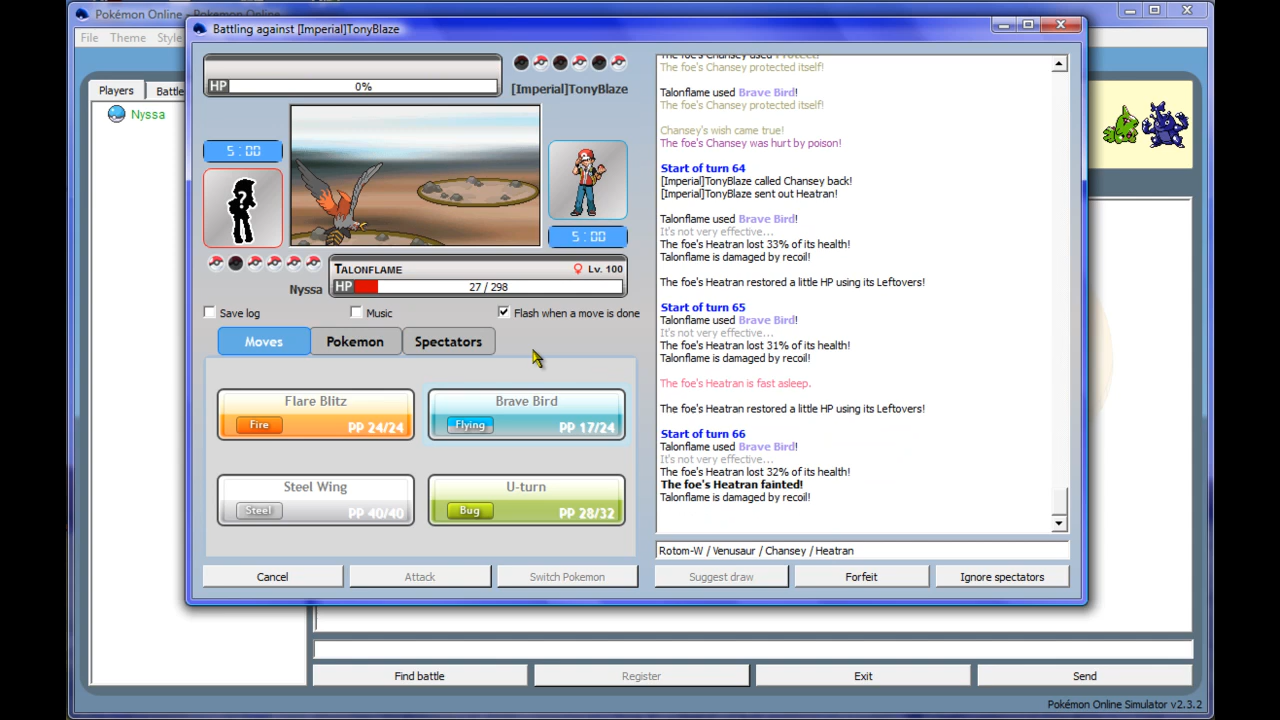 Pokémon Online - Pokemon Online
Battling against [Imperial]TonyBlaze
File Theme Style
Players Battle
Nyssa
HP 0%
[Imperial]TonyBlaze
5:00
5:00
Nyssa
TALONFLAME ♀ Lv. 100
HP 27 / 298
Save log Music Flash when a move is done
Moves Pokemon Spectators
Flare Blitz
Fire PP 24/24
Brave Bird
Flying PP 17/24
Steel Wing
Steel PP 40/40
U-turn
Bug PP 28/32
Cancel Attack Switch Pokemon
The foe's Chansey used Protect!
The foe's Chansey protected itself!
Talonflame used Brave Bird!
The foe's Chansey protected itself!
Chansey's wish came true!
The foe's Chansey was hurt by poison!
Start of turn 64
[Imperial]TonyBlaze called Chansey back!
[Imperial]TonyBlaze sent out Heatran!
Talonflame used Brave Bird!
It's not very effective...
The foe's Heatran lost 33% of its health!
Talonflame is damaged by recoil!
The foe's Heatran restored a little HP using its Leftovers!
Start of turn 65
Talonflame used Brave Bird!
It's not very effective...
The foe's Heatran lost 31% of its health!
Talonflame is damaged by recoil!
The foe's Heatran is fast asleep.
The foe's Heatran restored a little HP using its Leftovers!
Start of turn 66
Talonflame used Brave Bird!
It's not very effective...
The foe's Heatran lost 32% of its health!
The foe's Heatran fainted!
Talonflame is damaged by recoil!
Rotom-W / Venusaur / Chansey / Heatran
Suggest draw Forfeit Ignore spectators
Find battle Register Exit Send
Pokémon Online Simulator v2.3.2